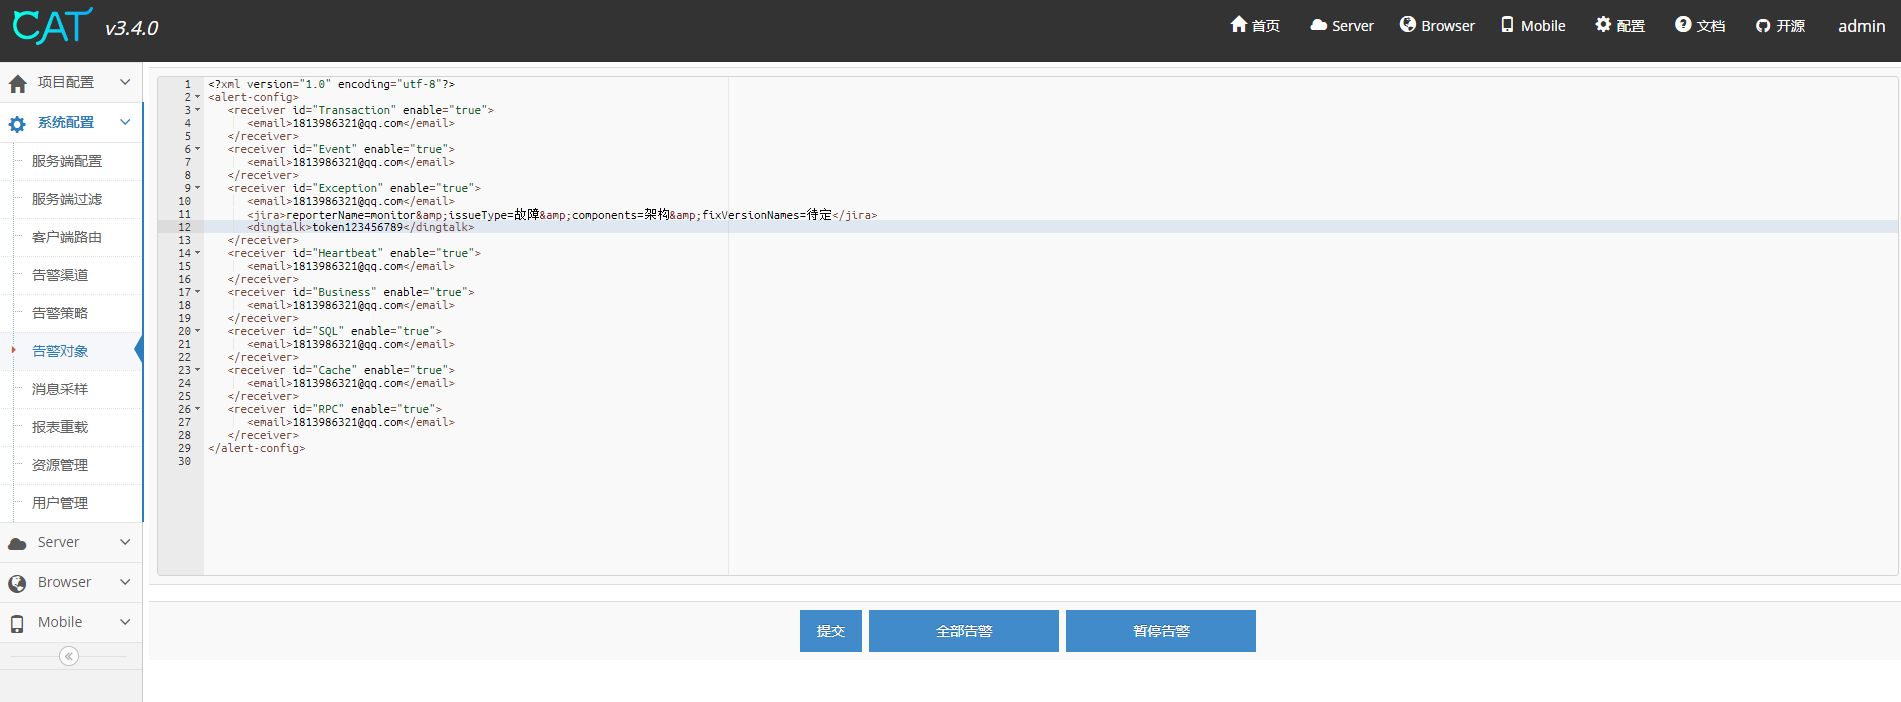 CAT v3.4.0
首页 Server Browser Mobile 配置 文档 开源 admin
项目配置
系统配置
服务端配置
服务端过滤
客户端路由
告警渠道
告警策略
告警对象
消息采样
报表重载
资源管理
用户管理
Server
Browser
Mobile
1 <?xml version="1.0" encoding="utf-8"?>
2 <alert-config>
3 <receiver id="Transaction" enable="true">
4 <email>1813986321@qq.com</email>
5 </receiver>
6 <receiver id="Event" enable="true">
7 <email>1813986321@qq.com</email>
8 </receiver>
9 <receiver id="Exception" enable="true">
10 <email>1813986321@qq.com</email>
11 <jira>reporterName=monitor&amp;issueType=故障&amp;components=架构&amp;fixVersionNames=待定</jira>
12 <dingtalk>token123456789</dingtalk>
13 </receiver>
14 <receiver id="Heartbeat" enable="true">
15 <email>1813986321@qq.com</email>
16 </receiver>
17 <receiver id="Business" enable="true">
18 <email>1813986321@qq.com</email>
19 </receiver>
20 <receiver id="SQL" enable="true">
21 <email>1813986321@qq.com</email>
22 </receiver>
23 <receiver id="Cache" enable="true">
24 <email>1813986321@qq.com</email>
25 </receiver>
26 <receiver id="RPC" enable="true">
27 <email>1813986321@qq.com</email>
28 </receiver>
29 </alert-config>
30
提交 全部告警 暂停告警